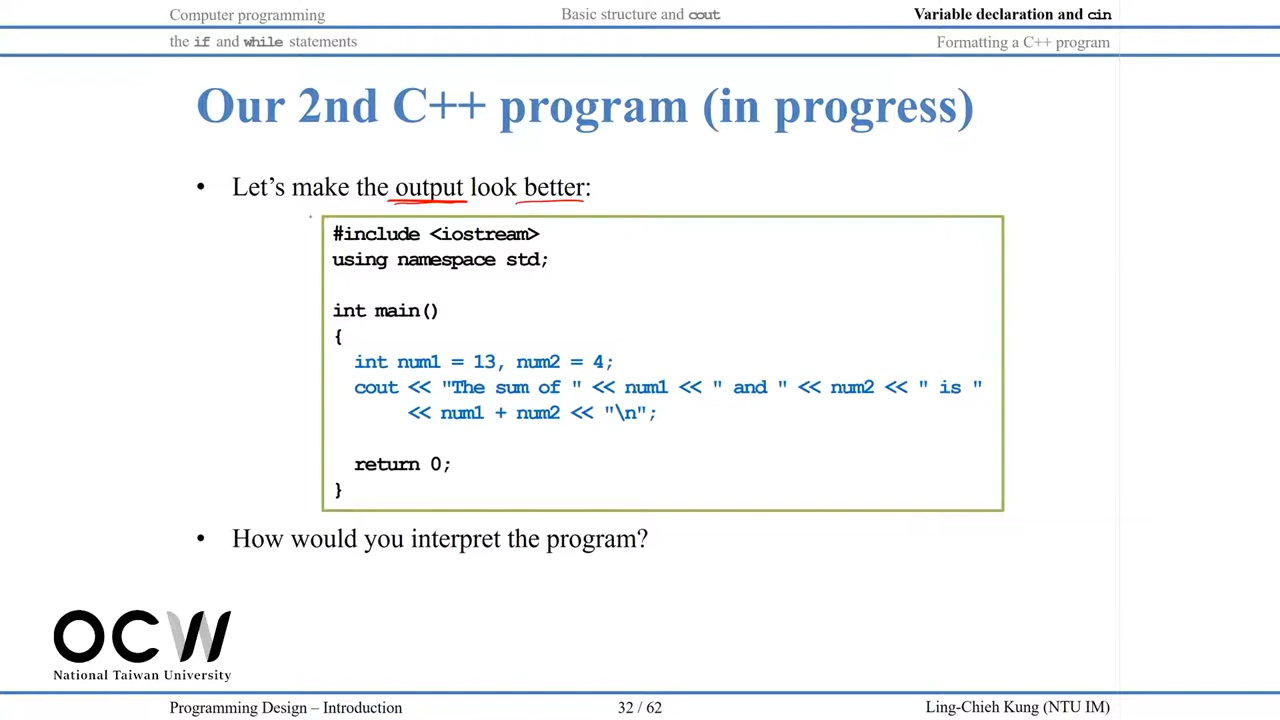 Computer programming Basic structure and cout Variable declaration and cin
the if and while statements Formatting a C++ program
Our 2nd C++ program (in progress)
• Let's make the output look better:
#include <iostream>
using namespace std;
int main()
{
int num1 = 13, num2 = 4;
cout << "The sum of " << num1 << " and " << num2 << " is "
<< num1 + num2 << "\n";
return 0;
}
• How would you interpret the program?
OCW
National Taiwan University
Programming Design – Introduction 32 / 62 Ling-Chieh Kung (NTU IM)